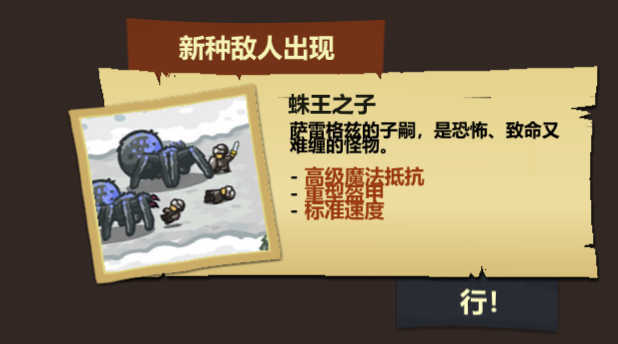 新种敌人出现
蛛王之子
萨雷格兹的子嗣，是恐怖、致命又
难缠的怪物。
- 高级魔法抵抗
- 重型盔甲
- 标准速度
行！